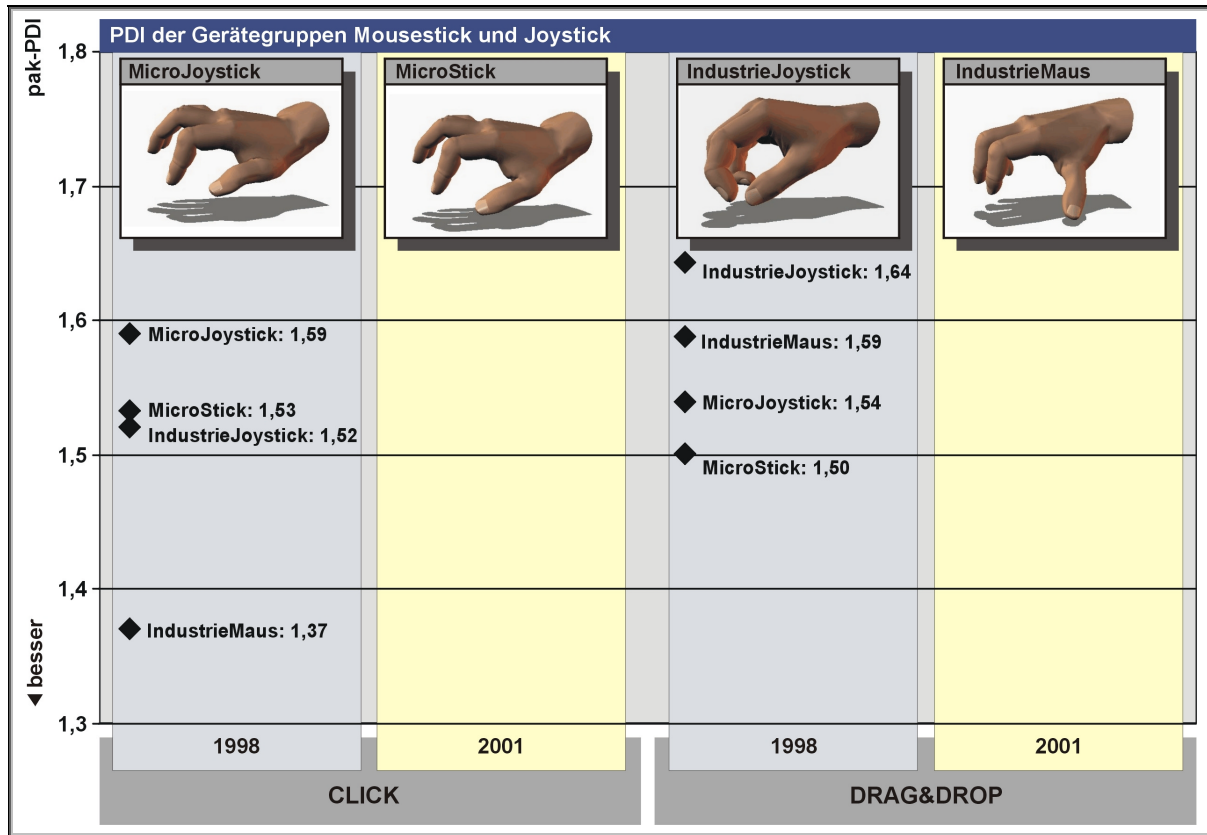 PDI der Gerätegruppen Mousestick und Joystick
pak-PDI
◄ besser
1,8
1,7
1,6
1,5
1,4
1,3
MicroJoystick
MicroStick
IndustrieJoystick
IndustrieMaus
MicroJoystick: 1,59
MicroStick: 1,53
IndustrieJoystick: 1,52
IndustrieMaus: 1,37
IndustrieJoystick: 1,64
IndustrieMaus: 1,59
MicroJoystick: 1,54
MicroStick: 1,50
1998
2001
1998
2001
CLICK
DRAG&DROP